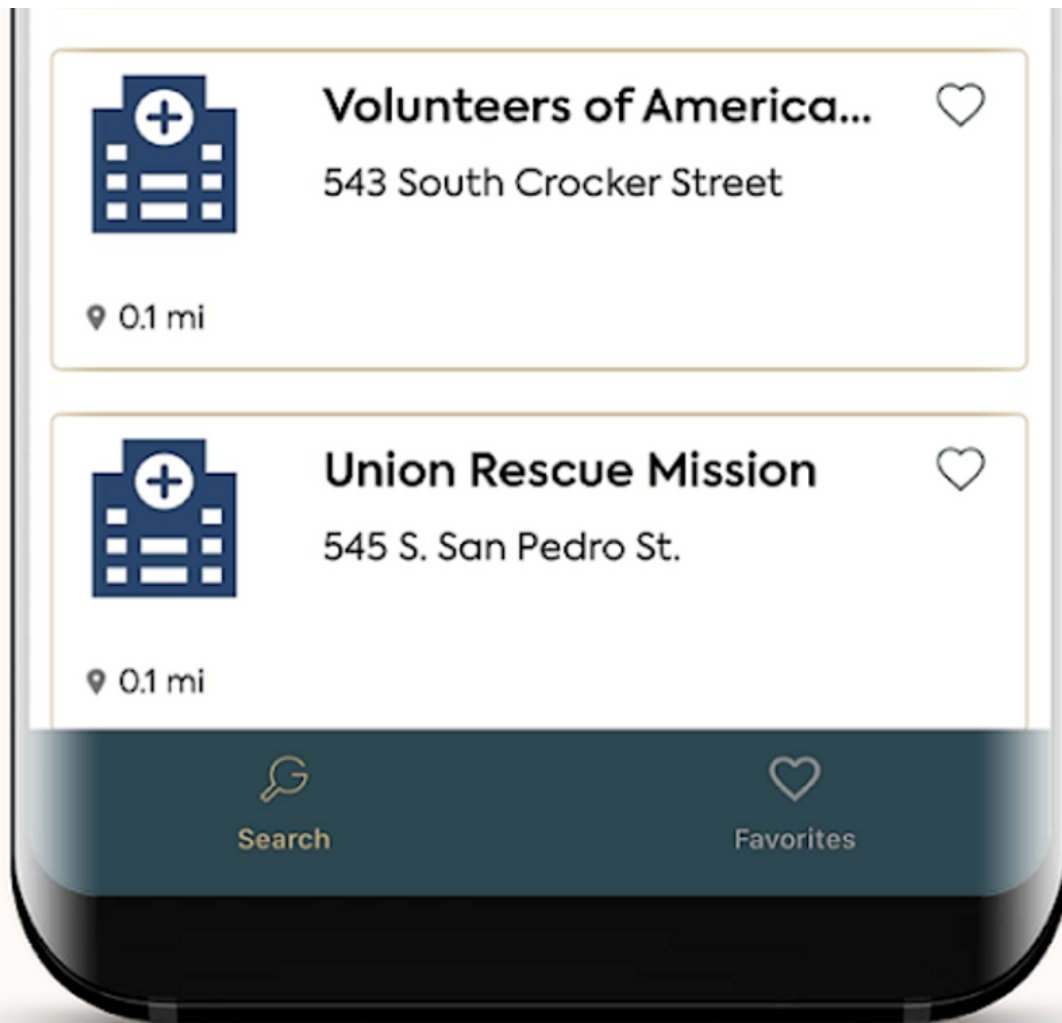 Volunteers of America...
543 South Crocker Street
0.1 mi
Union Rescue Mission
545 S. San Pedro St.
0.1 mi
Search
Favorites